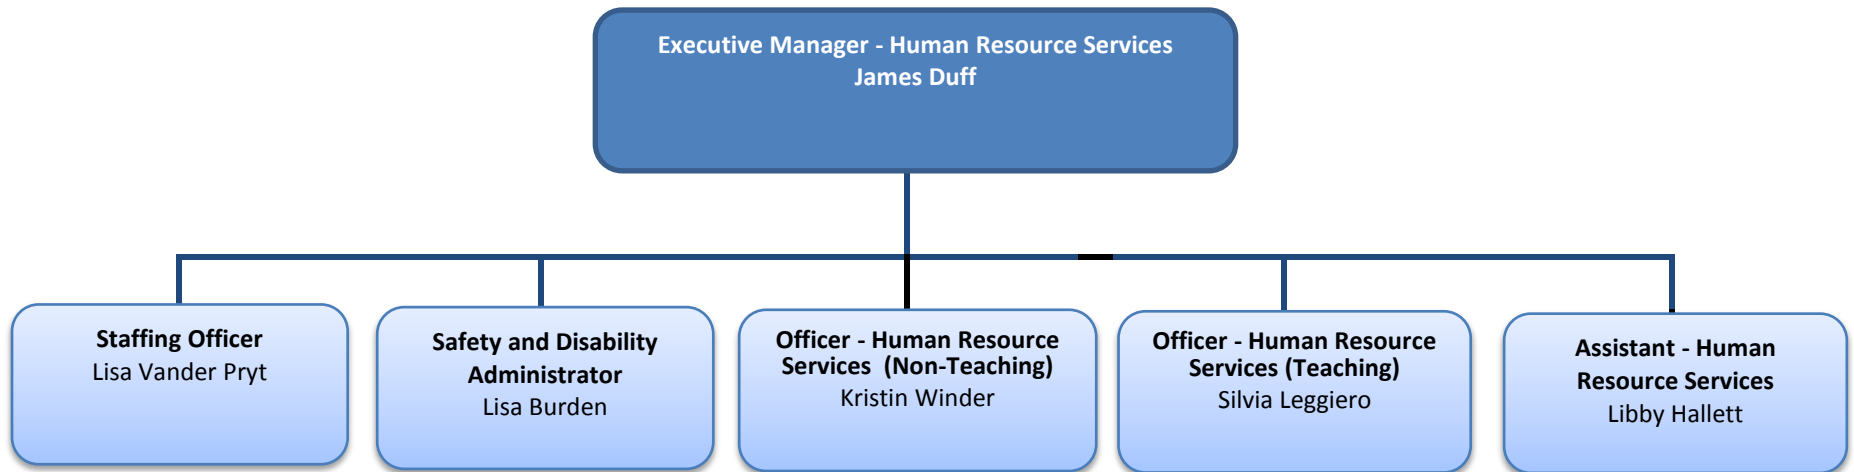 Executive Manager - Human Resource Services
James Duff
Staffing Officer
Lisa Vander Pryt
Safety and Disability
Administrator
Lisa Burden
Officer - Human Resource
Services (Non-Teaching)
Kristin Winder
Officer - Human Resource
Services (Teaching)
Silvia Leggiero
Assistant - Human
Resource Services
Libby Hallett